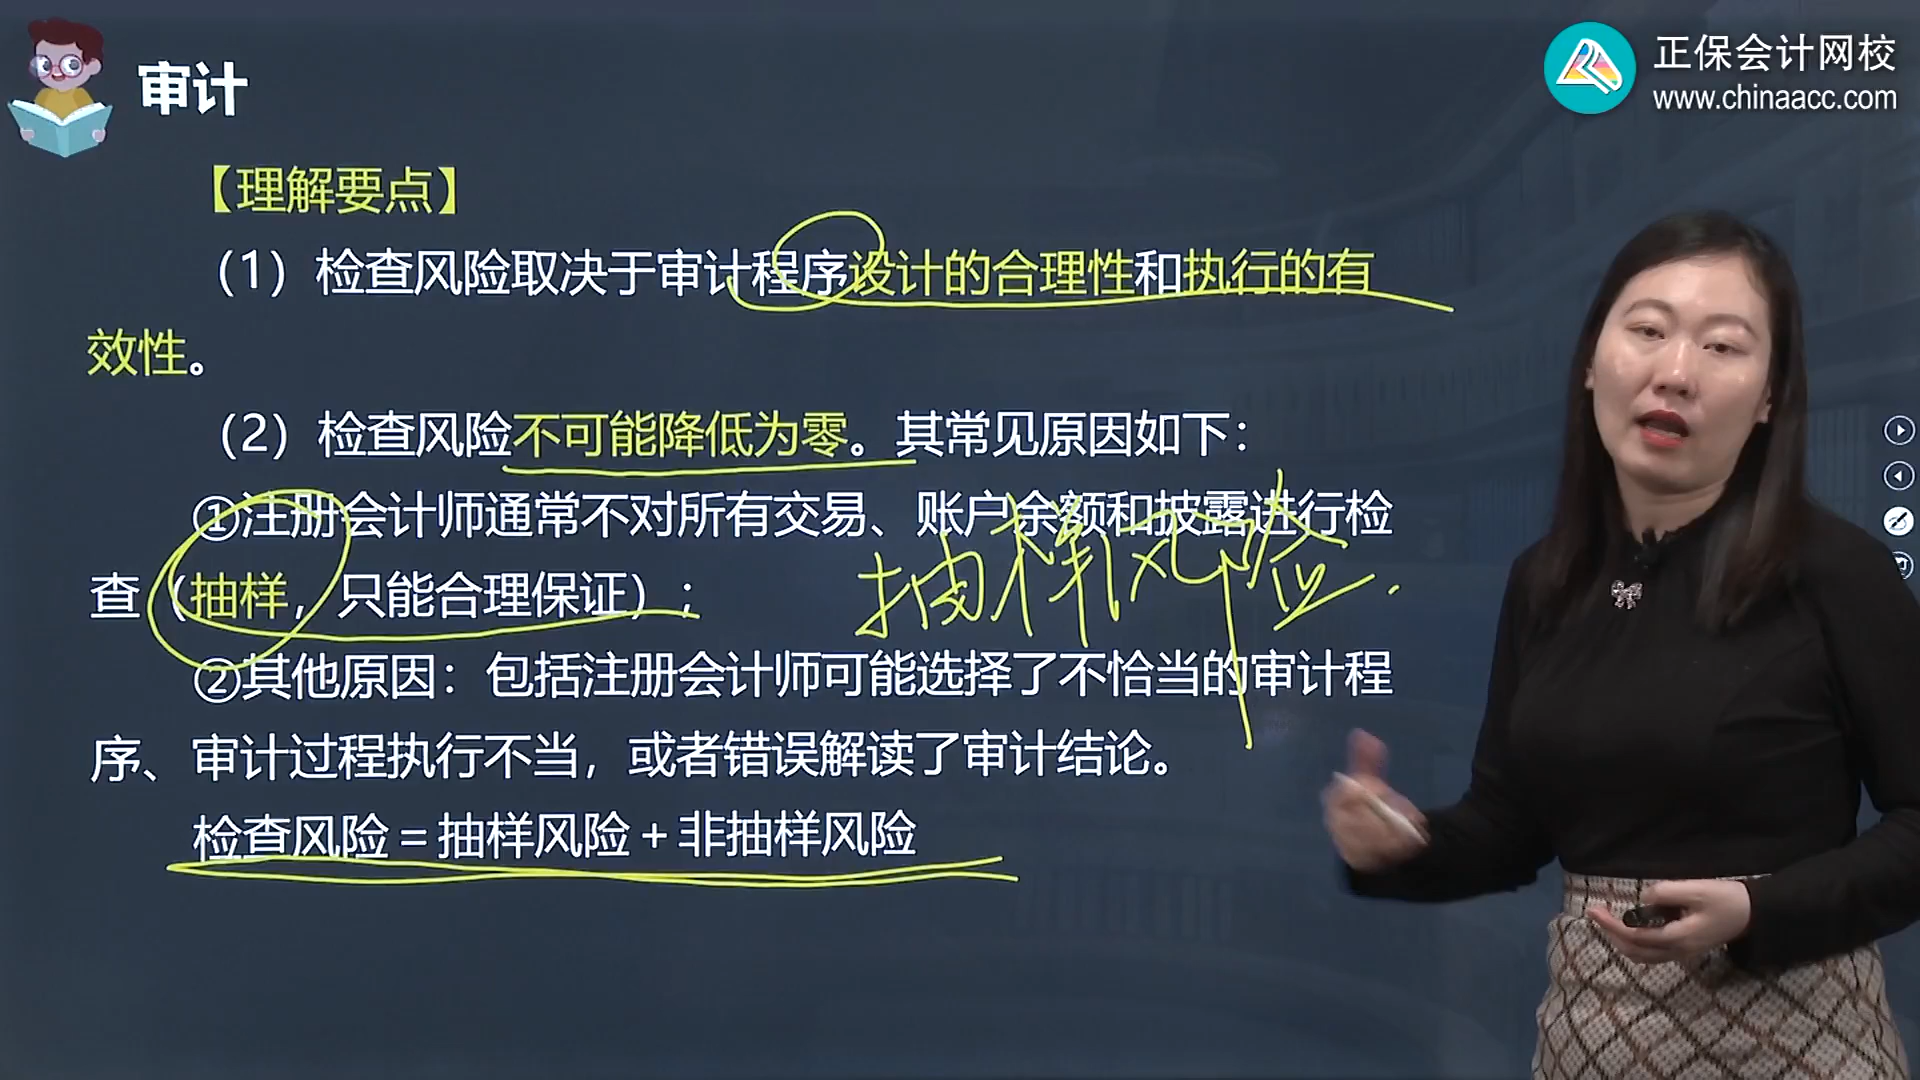 审计
正保会计网校
www.chinaacc.com
【理解要点】
（1）检查风险取决于审计程序设计的合理性和执行的有
效性。
（2）检查风险不可能降低为零。其常见原因如下：
①注册会计师通常不对所有交易、账户余额和披露进行检
查（抽样，只能合理保证）；
抽样风险.
②其他原因：包括注册会计师可能选择了不恰当的审计程
序、审计过程执行不当，或者错误解读了审计结论。
检查风险＝抽样风险＋非抽样风险